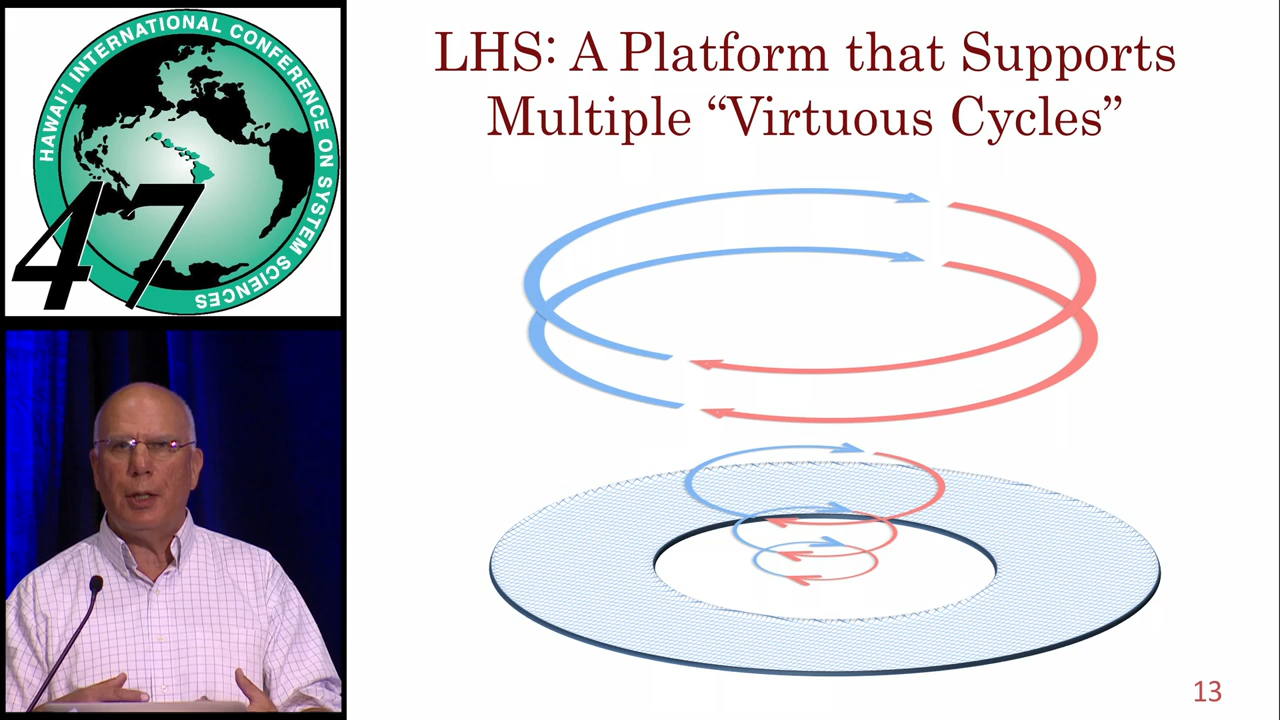 HAWAI'I INTERNATIONAL CONFERENCE ON SYSTEM SCIENCES
47
LHS: A Platform that Supports
Multiple “Virtuous Cycles”
13